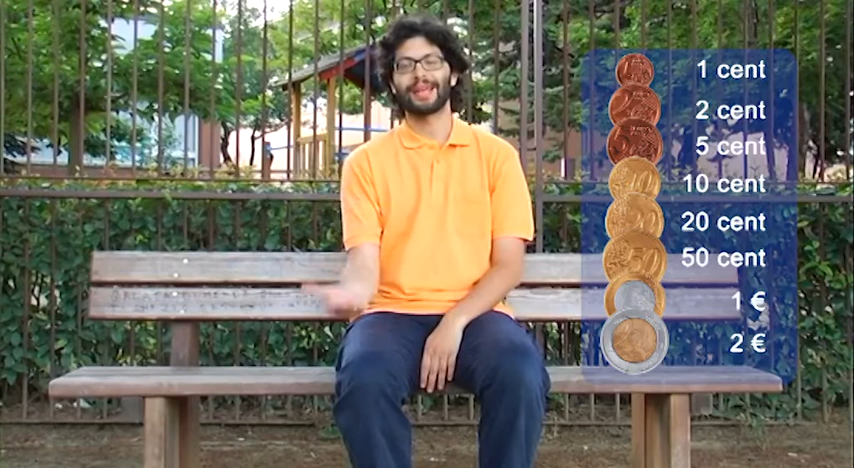 1 cent
2 cent
5 cent
10 cent
20 cent
50 cent
1 €
2 €